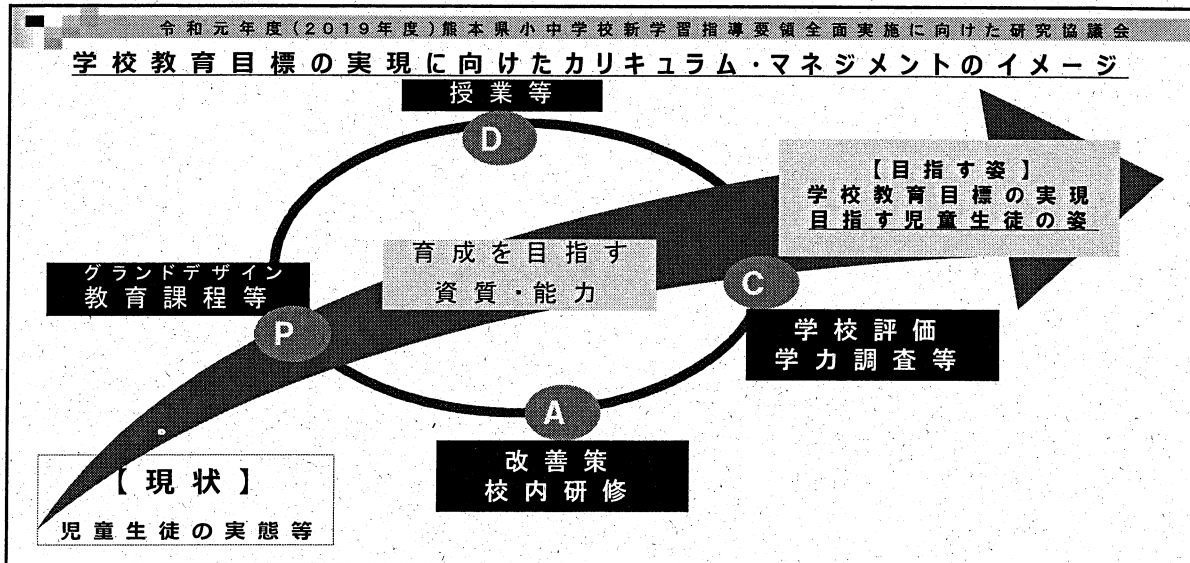 令和元年度(2019年度)熊本県小中学校新学習指導要領全面実施に向けた研究協議会
学校教育目標の実現に向けたカリキュラム・マネジメントのイメージ
授業等
D
【目指す姿】
学校教育目標の実現
目指す児童生徒の姿
育成を目指す
資質・能力
グランドデザイン
教育課程等
P
C
学校評価
学力調査等
A
改善策
校内研修
【現状】
児童生徒の実態等